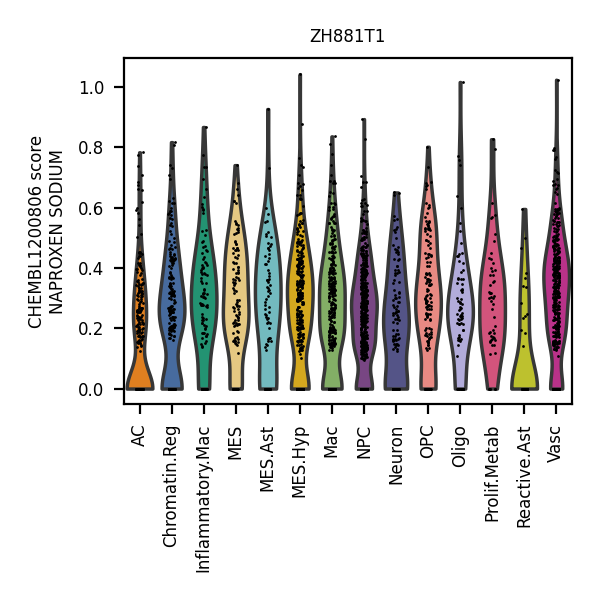 ZH881T1
CHEMBL1200806 score
NAPROXEN SODIUM
1.0
0.8
0.6
0.4
0.2
0.0
AC
Chromatin.Reg
Inflammatory.Mac
MES
MES.Ast
MES.Hyp
Mac
NPC
Neuron
OPC
Oligo
Prolif.Metab
Reactive.Ast
Vasc